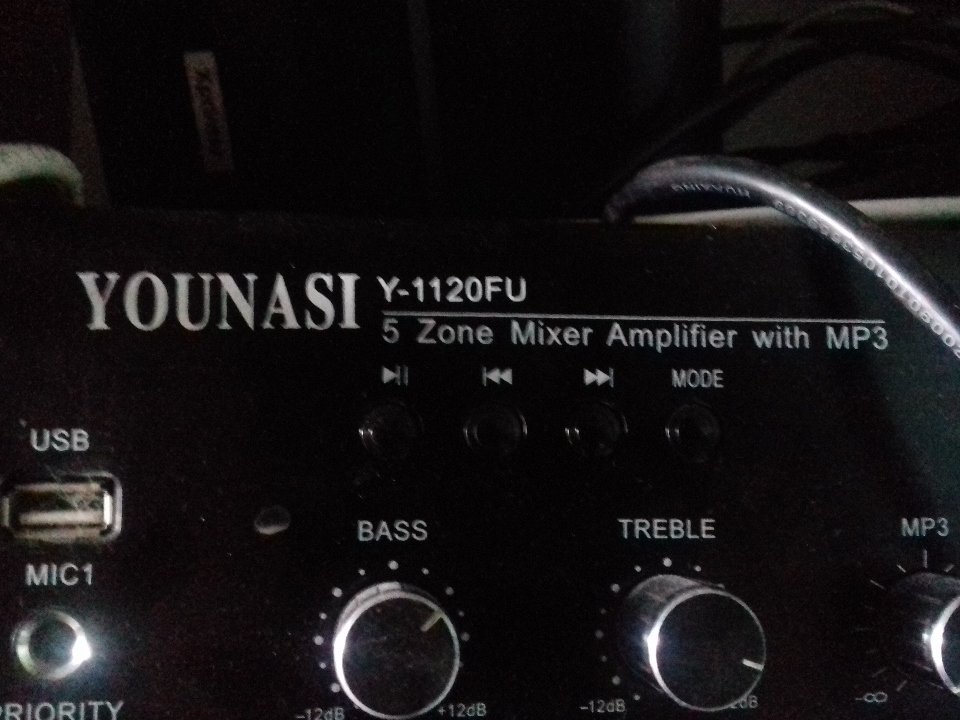 YOUNASI Y-1120FU
5 Zone Mixer Amplifier with MP3
MODE
USB
BASS
TREBLE
MP3
MIC1
-∞
-12dB
+12dB
-12dB
PRIORITY